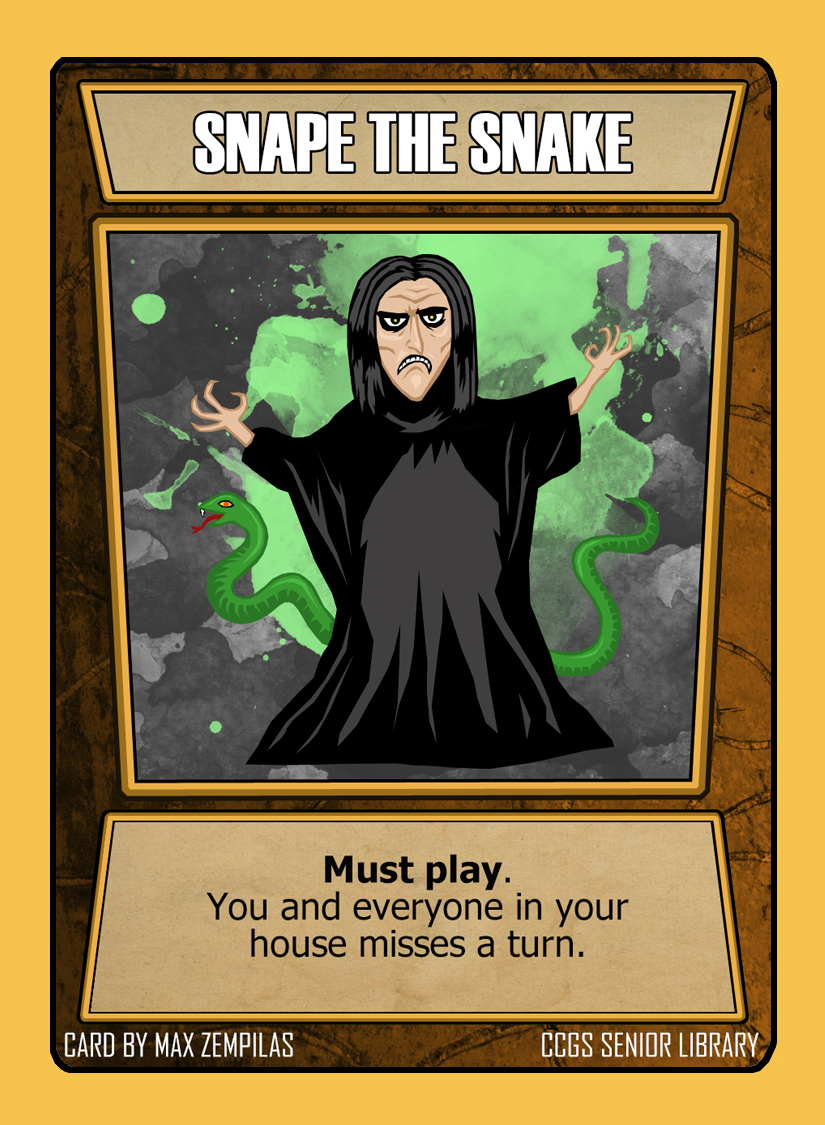 SNAPE THE SNAKE
Must play.
You and everyone in your
house misses a turn.
CARD BY MAX ZEMPILAS
CCGS SENIOR LIBRARY